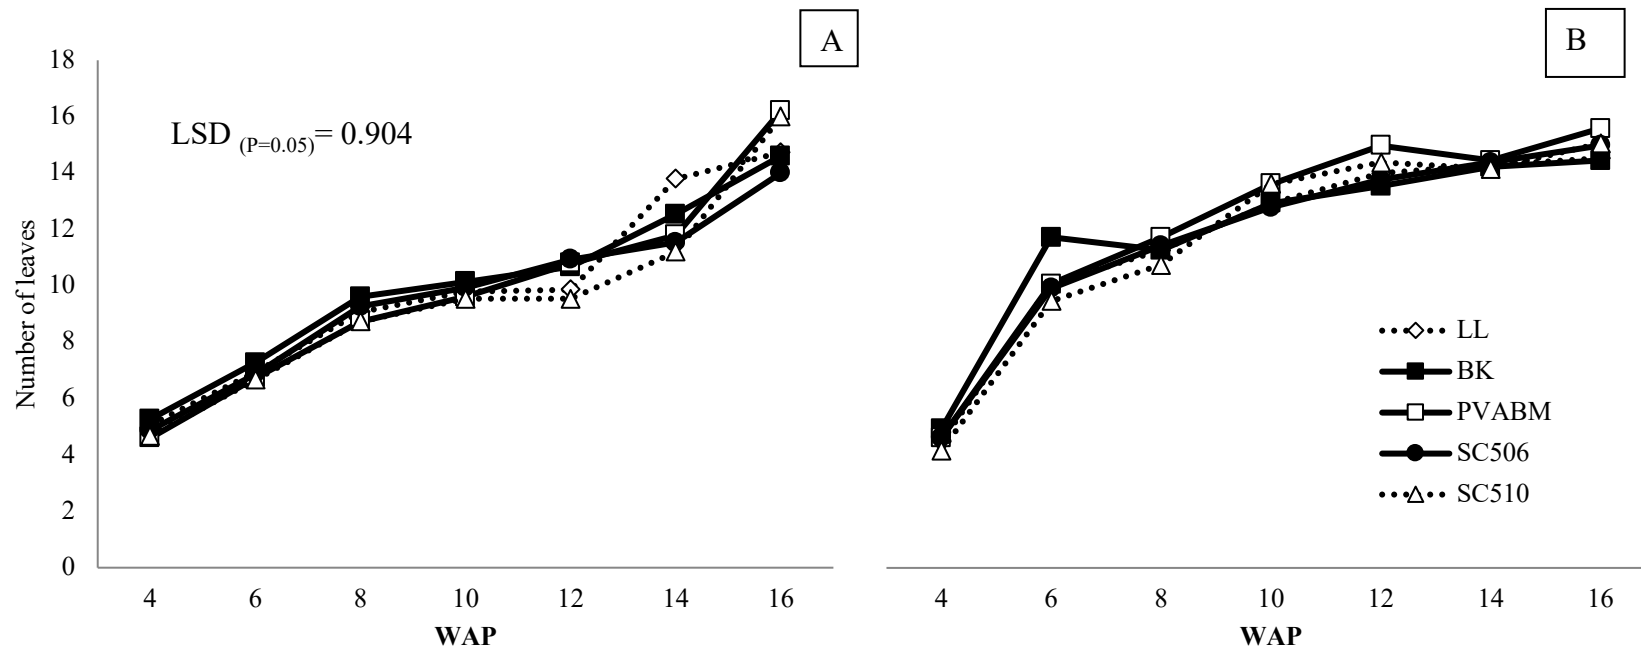 A
B
18
16
14
12
10
8
6
4
2
0
Number of leaves
LSD (P=0.05)= 0.904
LL
BK
PVABM
SC506
SC510
4 6 8 10 12 14 16
WAP
4 6 8 10 12 14 16
WAP